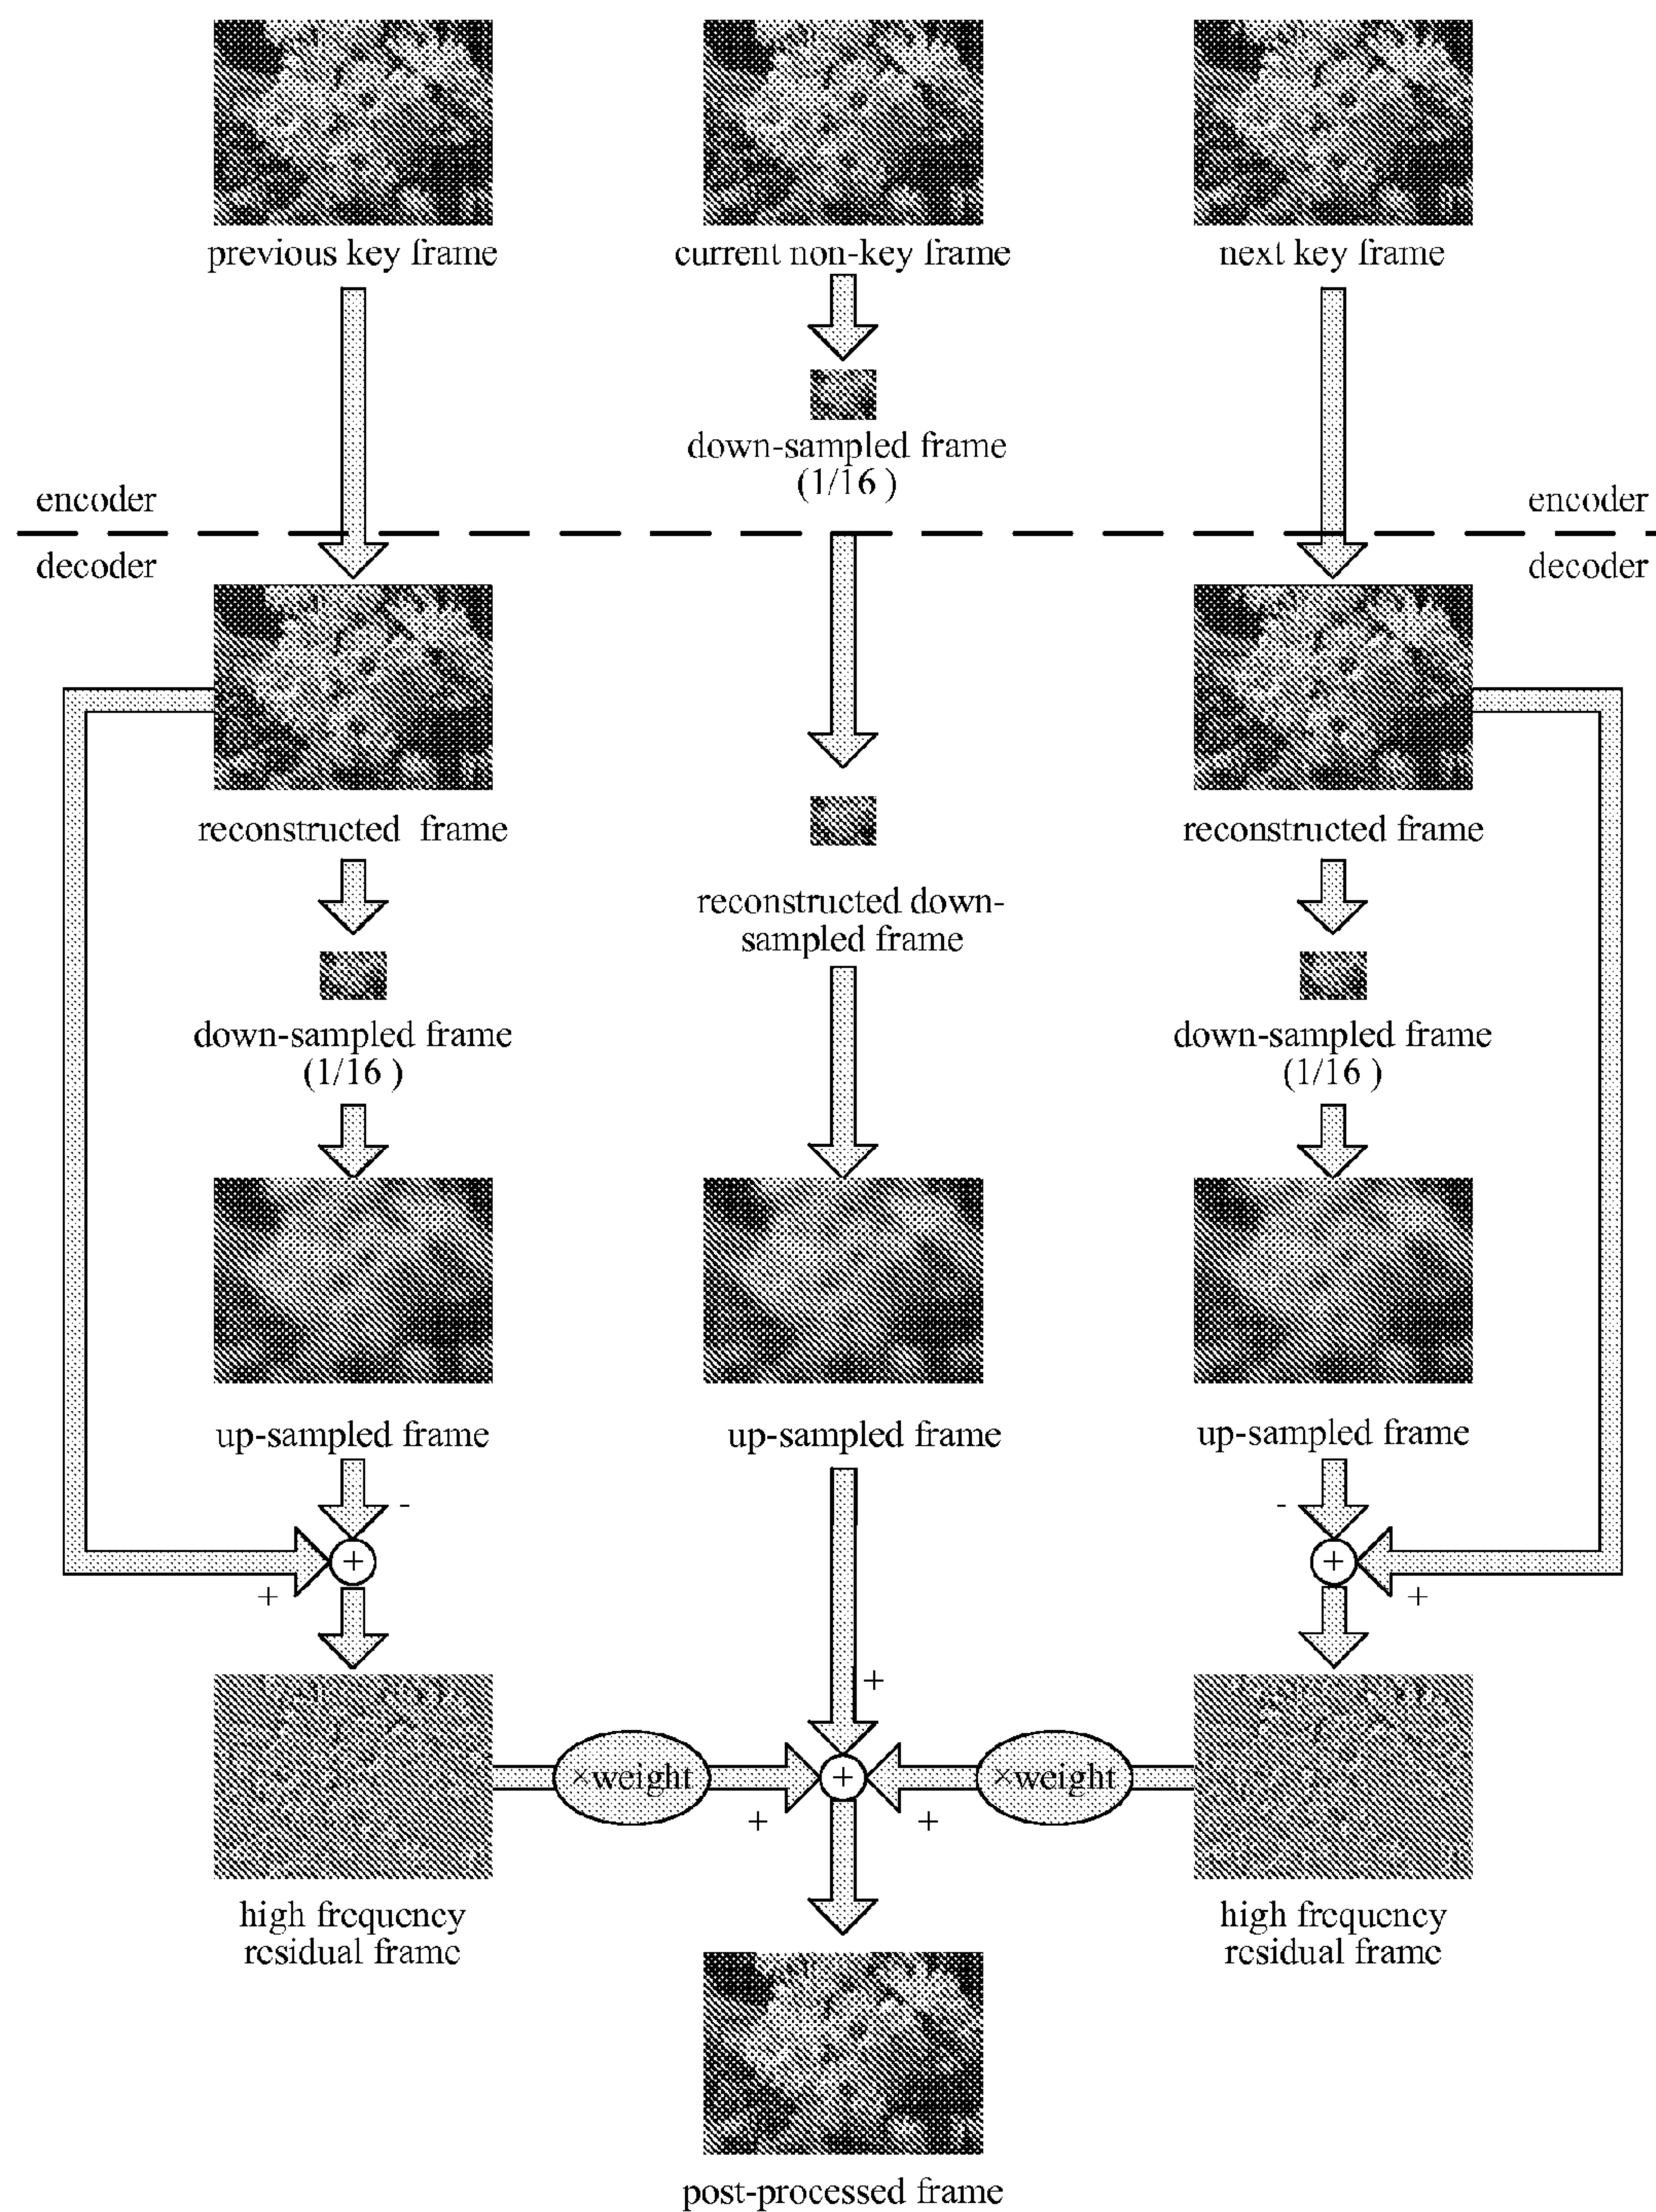 previous key frame
current non-key frame
next key frame
down-sampled frame
(1/16 )
encoder
encoder
decoder
decoder
reconstructed frame
reconstructed frame
reconstructed down-
sampled frame
down-sampled frame
(1/16 )
down-sampled frame
(1/16 )
up-sampled frame
up-sampled frame
up-sampled frame
-
-
+
+
+
+
+
×weight
+
×weight
+
+
high frequency
residual frame
high frequency
residual frame
post-processed frame